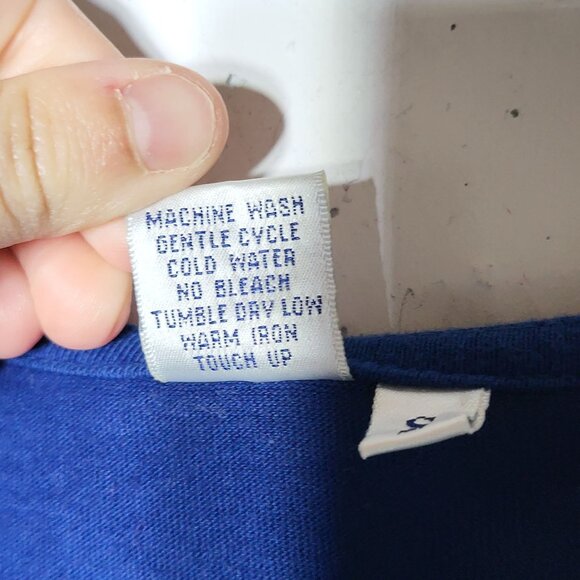 MACHINE WASH
GENTLE CYCLE
COLD WATER
NO BLEACH
TUMBLE DRY LOW
WARM IRON
TOUCH UP
S